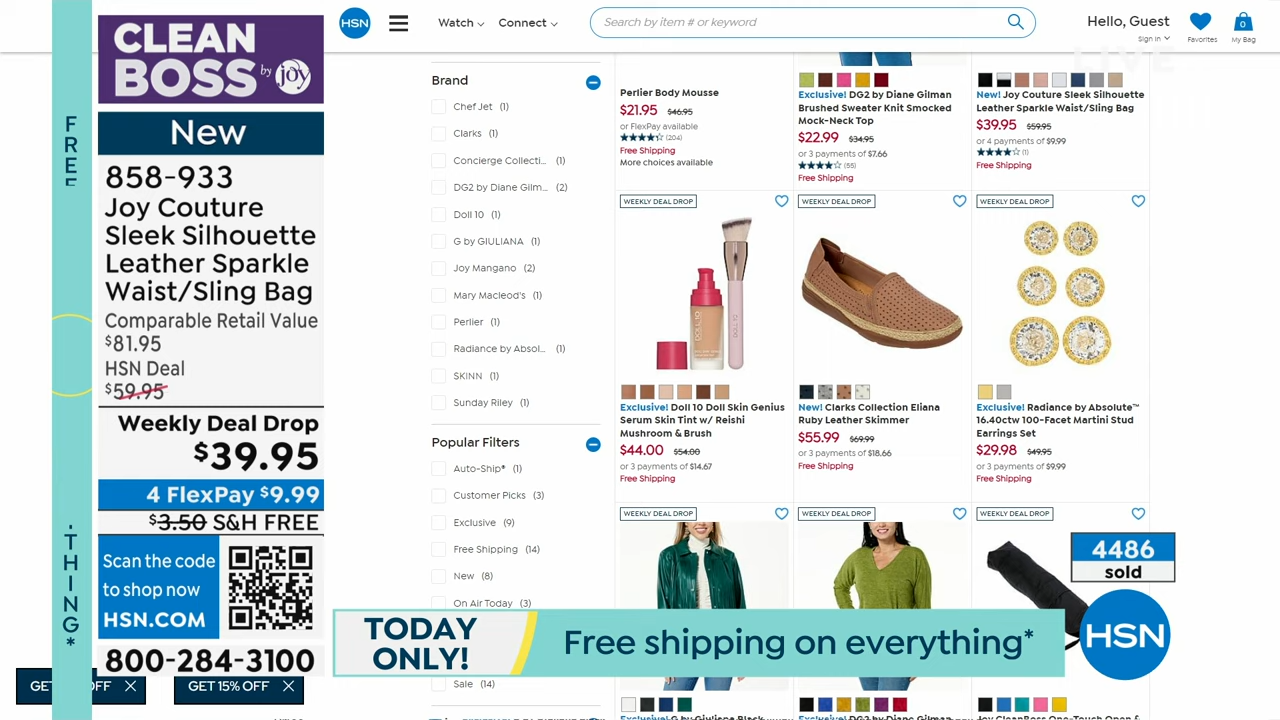 FREE
·THING*
CLEAN
BOSS by joy
New
858-933
Joy Couture
Sleek Silhouette
Leather Sparkle
Waist/Sling Bag
Comparable Retail Value
$81.95
HSN Deal
$59.95
Weekly Deal Drop
$39.95
4 FlexPay $9.99
$3.50 S&H FREE
Scan the code
to shop now
HSN.COM
800-284-3100
GET
OFF
GET 15% OFF
HSN
Watch
Connect
Search by item # or keyword
Hello, Guest
Sign in
Favorites
0
My Bag
LIVE
Brand
Chef Jet (1)
Clarks (1)
Concierge Collecti... (1)
DG2 by Diane Gilm... (2)
Doll 10 (1)
G by GIULIANA (1)
Joy Mangano (2)
Mary Macleod's (1)
Perlier (1)
Radiance by Absol... (1)
SKINN (1)
Sunday Riley (1)
Popular Filters
Auto-Ship® (1)
Customer Picks (3)
Exclusive (9)
Free Shipping (14)
New (8)
On Air Today (3)
Sale (14)
Perlier Body Mousse
$21.95 $46.95
or FlexPay available
(204)
Free Shipping
More choices available
Exclusive! DG2 by Diane Gilman
Brushed Sweater Knit Smocked
Mock-Neck Top
$22.99 $34.95
or 3 payments of $7.66
(55)
Free Shipping
New! Joy Couture Sleek Silhouette
Leather Sparkle Waist/Sling Bag
$39.95 $59.95
or 4 payments of $9.99
(1)
Free Shipping
WEEKLY DEAL DROP
DOLL 10
DOLL 10
Exclusive! Doll 10 Doll Skin Genius
Serum Skin Tint w/ Reishi
Mushroom & Brush
$44.00 $54.00
or 3 payments of $14.67
Free Shipping
WEEKLY DEAL DROP
New! Clarks Collection Eliana
Ruby Leather Skimmer
$55.99 $69.99
or 3 payments of $18.66
Free Shipping
WEEKLY DEAL DROP
Exclusive! Radiance by Absolute™
16.40ctw 100-Facet Martini Stud
Earrings Set
$29.98 $49.95
or 3 payments of $9.99
Free Shipping
WEEKLY DEAL DROP
WEEKLY DEAL DROP
WEEKLY DEAL DROP
4486
sold
TODAY
ONLY!
Free shipping on everything*
HSN